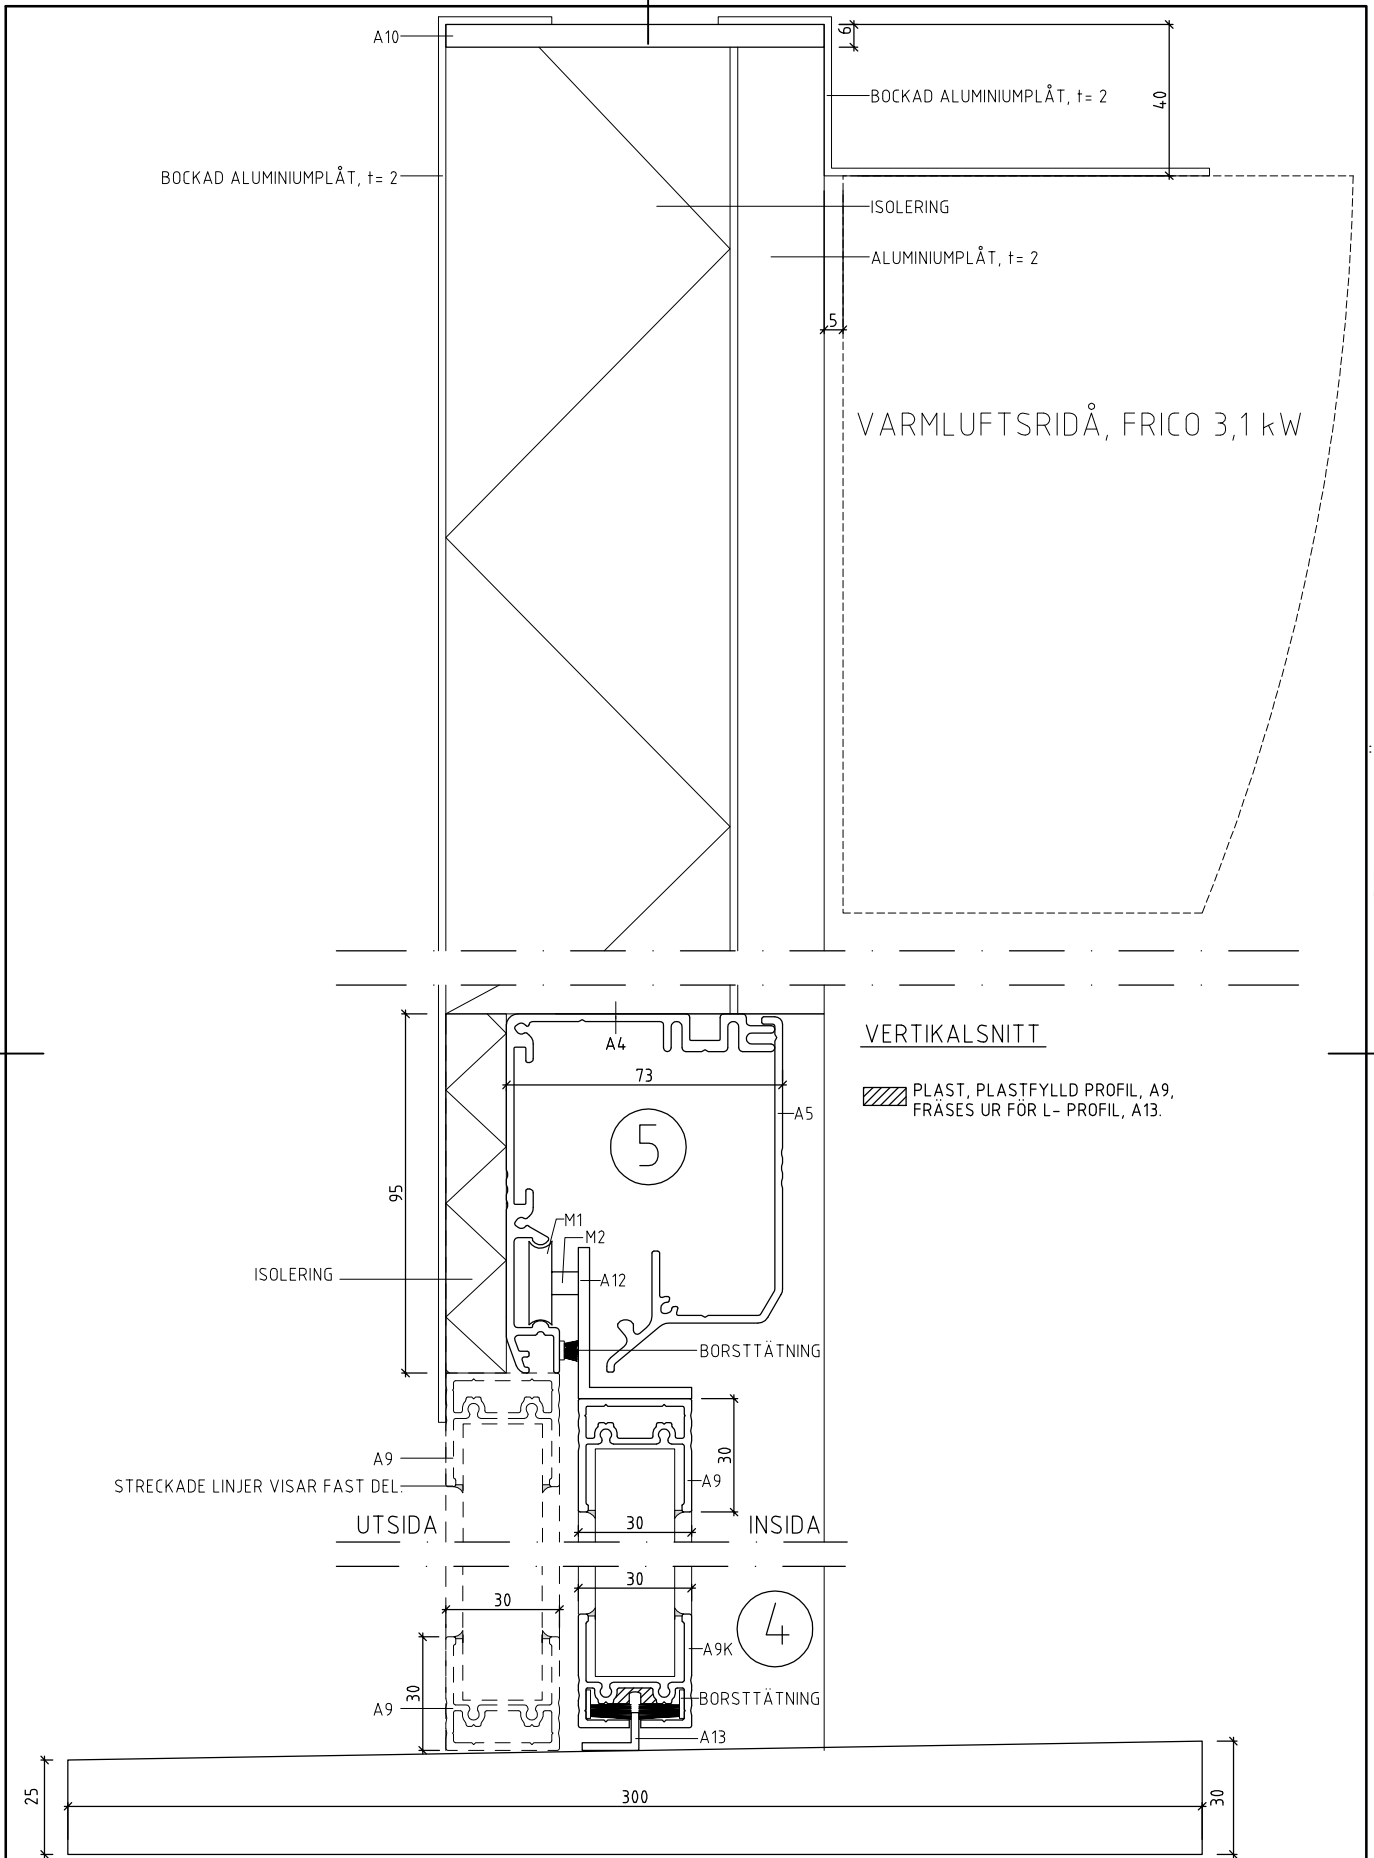 A10
6
BOCKAD ALUMINIUMPLÅT, t= 2
40
BOCKAD ALUMINIUMPLÅT, t= 2
ISOLERING
ALUMINIUMPLÅT, t= 2
5
VARMLUFTSRIDÅ, FRICO 3,1 kW
VERTIKALSNITT
A4
73
PLAST, PLASTFYLLD PROFIL, A9,
FRÄSES UR FÖR L- PROFIL, A13.
A5
5
95
M1
M2
ISOLERING
A12
BORSTTÄTNING
A9
30
A9
STRECKADE LINJER VISAR FAST DEL.
UTSIDA
30
INSIDA
30
30
4
A9K
30
BORSTTÄTNING
A9
A13
25
300
30